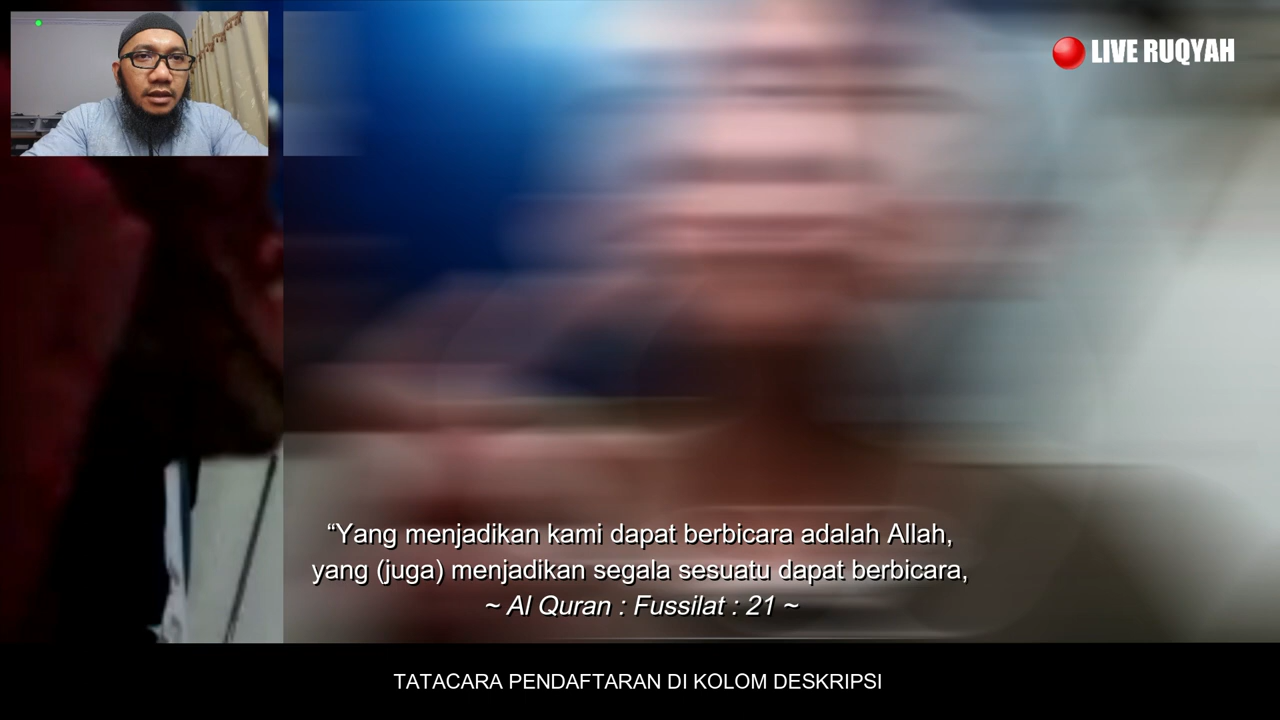 LIVE RUQYAH
“Yang menjadikan kami dapat berbicara adalah Allah,
yang (juga) menjadikan segala sesuatu dapat berbicara,
~ Al Quran : Fussilat : 21 ~
TATACARA PENDAFTARAN DI KOLOM DESKRIPSI